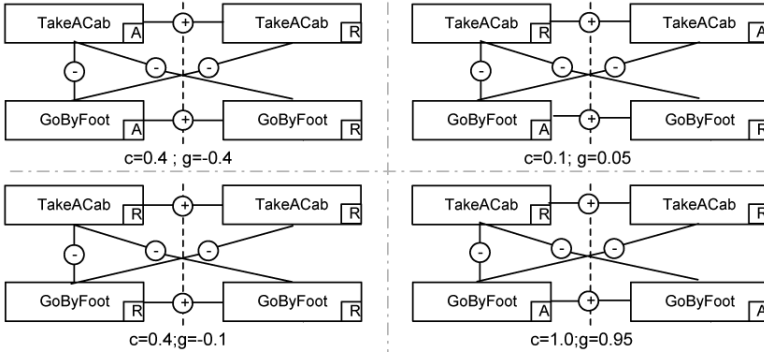 TakeACab A + TakeACab R
- - -
GoByFoot A + GoByFoot R
c=0.4 ; g=-0.4
TakeACab R + TakeACab A
- - -
GoByFoot A + GoByFoot R
c=0.1; g=0.05
TakeACab R + TakeACab R
- - -
GoByFoot R + GoByFoot R
c=0.4;g=-0.1
TakeACab R + TakeACab R
- - -
GoByFoot A + GoByFoot A
c=1.0;g=0.95